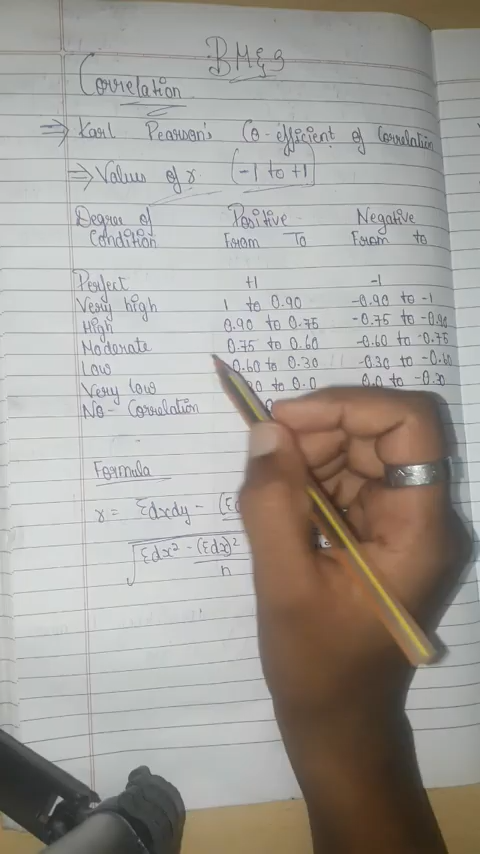 BM&S
Correlation
⇒ Karl Pearson's Co-efficient of Correlation
⇒ Values of r. (-1 to +1)
Degree of Condition Positive From To Negative From to
Perfect +1 -1
Very high 1 to 0.90 -0.90 to -1
High 0.90 to 0.75 -0.75 to -0.90
Moderate 0.75 to 0.60 -0.60 to -0.75
Low 0.60 to 0.30 -0.30 to -0.60
Very low to 0.0 0.0 to -0.30
No-Correlation
Formula
r = Σdxdy -
√Σdx² - (Σdx)²
n